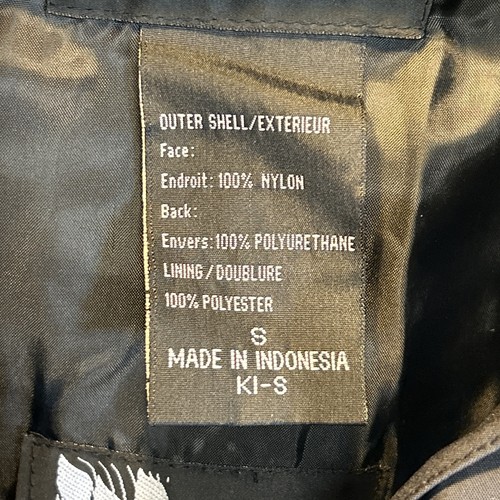 OUTER SHELL/EXTERIEUR
Face:
Endroit: 100% NYLON
Back:
Envers: 100% POLYURETHANE
LINING/DOUBLURE
100% POLYESTER
S
MADE IN INDONESIA
KI-S